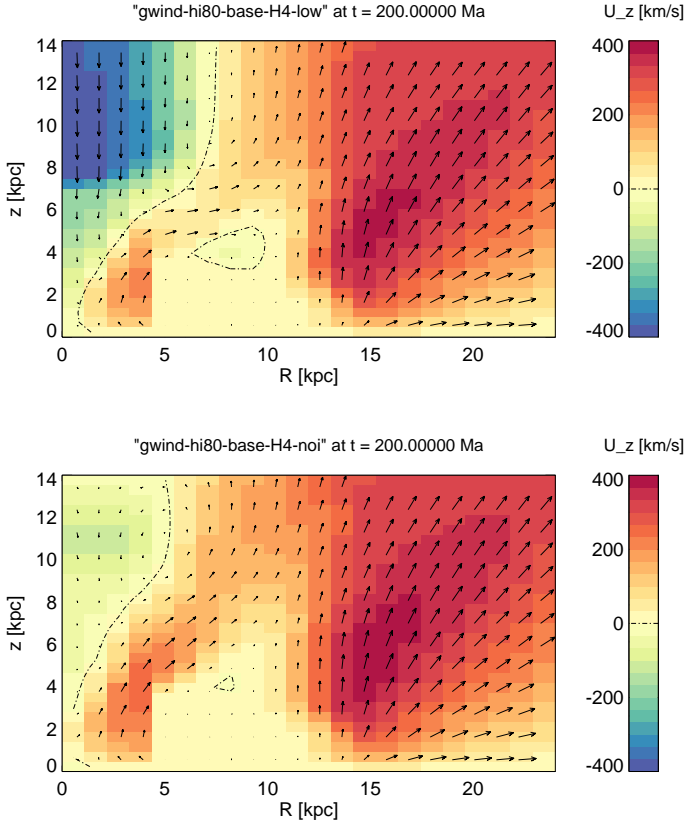 "gwind-hi80-base-H4-low" at t = 200.00000 Ma
U_z [km/s]
14
12
10
8
6
4
2
0
z [kpc]
0 5 10 15 20
R [kpc]
400
200
0
-200
-400
"gwind-hi80-base-H4-noi" at t = 200.00000 Ma
U_z [km/s]
14
12
10
8
6
4
2
0
z [kpc]
0 5 10 15 20
R [kpc]
400
200
0
-200
-400